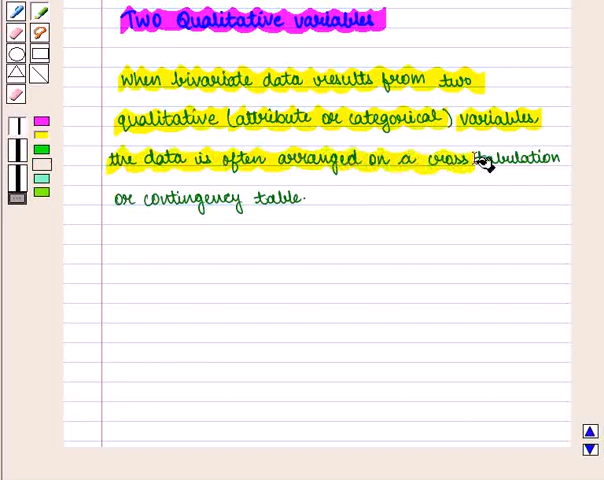 Two Qualitative variables
When bivariate data results from two
qualitative (attribute or categorical) variables
the data is often arranged on a cross tabulation
or contingency table.